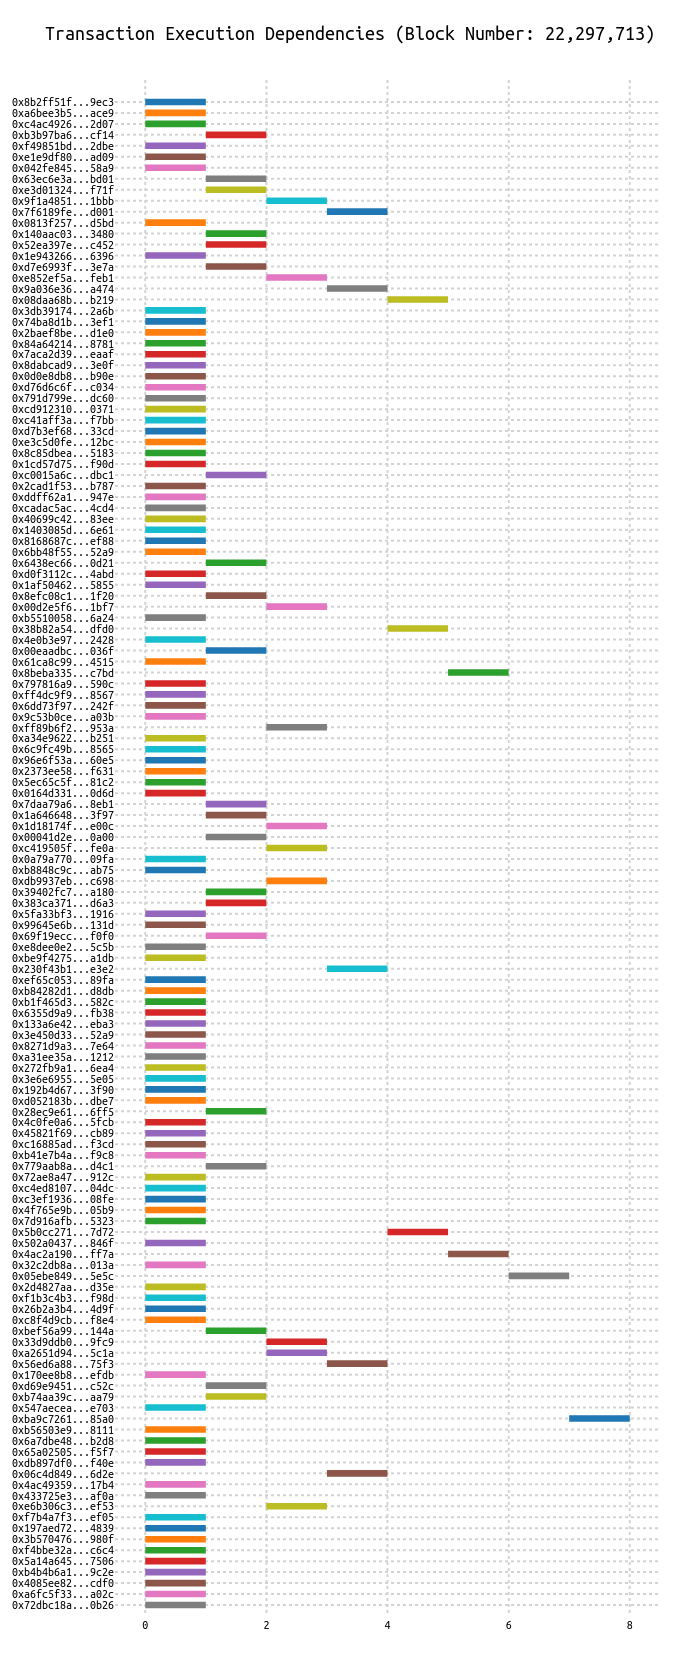 Transaction Execution Dependencies (Block Number: 22,297,713)
0x8b2ff51f...9ec3
0xa6bee3b5...ace9
0xc4ac4926...2d07
0xb3b97ba6...cf14
0xf49851bd...2dbe
0xe1e9df80...ad09
0x042fe845...58a9
0x63ec6e3a...bd01
0xe3d01324...f71f
0x9f1a4851...1bbb
0x7f6189fe...d001
0x0813f257...d5bd
0x140aac03...3480
0x52ea397e...c452
0x1e943266...6396
0xd7e6993f...3e7a
0xe852ef5a...feb1
0x9a036e36...a474
0x08daa68b...b219
0x3db39174...2a6b
0x74ba8d1b...3ef1
0x2baef8be...d1e0
0x84a64214...8781
0x7aca2d39...eaaf
0x8dabcad9...3e0f
0x0d0e8db8...b90e
0xd76d6c6f...c034
0x791d799e...dc60
0xcd912310...0371
0xc41aff3a...f7bb
0xd7b3ef68...33cd
0xe3c5d0fe...12bc
0x8c85dbea...5183
0x1cd57d75...f90d
0xc0015a6c...dbc1
0x2cad1f53...b787
0xddff62a1...947e
0xcadac5ac...4cd4
0x40699c42...83ee
0x1403085d...6e61
0x8168687c...ef88
0x6bb48f55...52a9
0x6438ec66...0d21
0xd0f3112c...4abd
0x1af50462...5855
0x8efc08c1...1f20
0x00d2e5f6...1bf7
0xb5510058...6a24
0x38b82a54...dfd0
0x4e0b3e97...2428
0x00eaadbc...036f
0x61ca8c99...4515
0x8beba335...c7bd
0x797816a9...590c
0xff4dc9f9...8567
0x6dd73f97...242f
0x9c53b0ce...a03b
0xff89b6f2...953a
0xa34e9622...b251
0x6c9fc49b...8565
0x96e6f53a...60e5
0x2373ee58...f631
0x5ec65c5f...81c2
0x0164d331...0d6d
0x7daa79a6...8eb1
0x1a646648...3f97
0x1d18174f...e00c
0x00041d2e...0a00
0xc419505f...fe0a
0x0a79a770...09fa
0xb8848c9c...ab75
0xdb9937eb...c698
0x39402fc7...a180
0x383ca371...d6a3
0x5fa33bf3...1916
0x99645e6b...131d
0x69f19ecc...f0f0
0xe8dee0e2...5c5b
0xbe9f4275...a1db
0x230f43b1...e3e2
0xef65c053...89fa
0xb84282d1...d8db
0xb1f465d3...582c
0x6355d9a9...fb38
0x133a6e42...eba3
0x3e450d33...52a9
0x8271d9a3...7e64
0xa31ee35a...1212
0x272fb9a1...6ea4
0x3e6e6955...5e05
0x192b4d67...3f90
0xd052183b...dbe7
0x28ec9e61...6ff5
0x4c0fe0a6...5fcb
0x45821f69...cb89
0xc16885ad...f3cd
0xb41e7b4a...f9c8
0x779aab8a...d4c1
0x72ae8a47...912c
0xc4ed8107...04dc
0xc3ef1936...08fe
0x4f765e9b...05b9
0x7d916afb...5323
0x5b0cc271...7d72
0x502a0437...846f
0x4ac2a190...ff7a
0x32c2db8a...013a
0x05ebe849...5e5c
0x2d4827aa...d35e
0xf1b3c4b3...f98d
0x26b2a3b4...4d9f
0xc8f4d9cb...f8e4
0xbef56a99...144a
0x33d9ddb0...9fc9
0xa2651d94...5c1a
0x56ed6a88...75f3
0x170ee8b8...efdb
0xd69e9451...c52c
0xb74aa39c...aa79
0x547aecea...e703
0xba9c7261...85a0
0xb56503e9...8111
0x6a7dbe48...b2d8
0x65a02505...f5f7
0xdb897df0...f40e
0x06c4d849...6d2e
0x4ac49359...17b4
0x433725e3...af0a
0xe6b306c3...ef53
0xf7b4a7f3...ef05
0x197aed72...4839
0x3b570476...980f
0xf4bbe32a...c6c4
0x5a14a645...7506
0xb4b4b6a1...9c2e
0x4085ee82...cdf0
0xa6fc5f33...a02c
0x72dbc18a...0b26
0 2 4 6 8